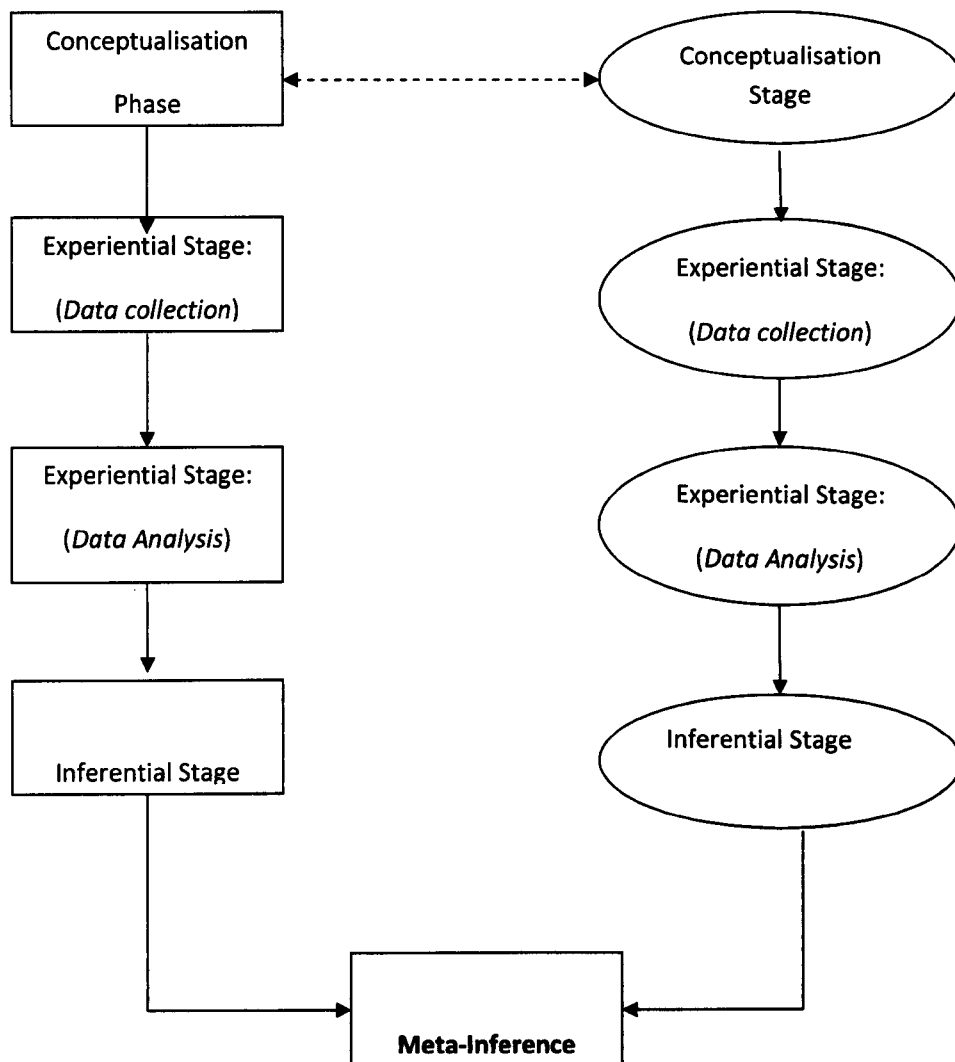 Conceptualisation
Phase
Conceptualisation
Stage
Experiential Stage:
(Data collection)
Experiential Stage:
(Data collection)
Experiential Stage:
(Data Analysis)
Experiential Stage:
(Data Analysis)
Inferential Stage
Inferential Stage
Meta-Inference